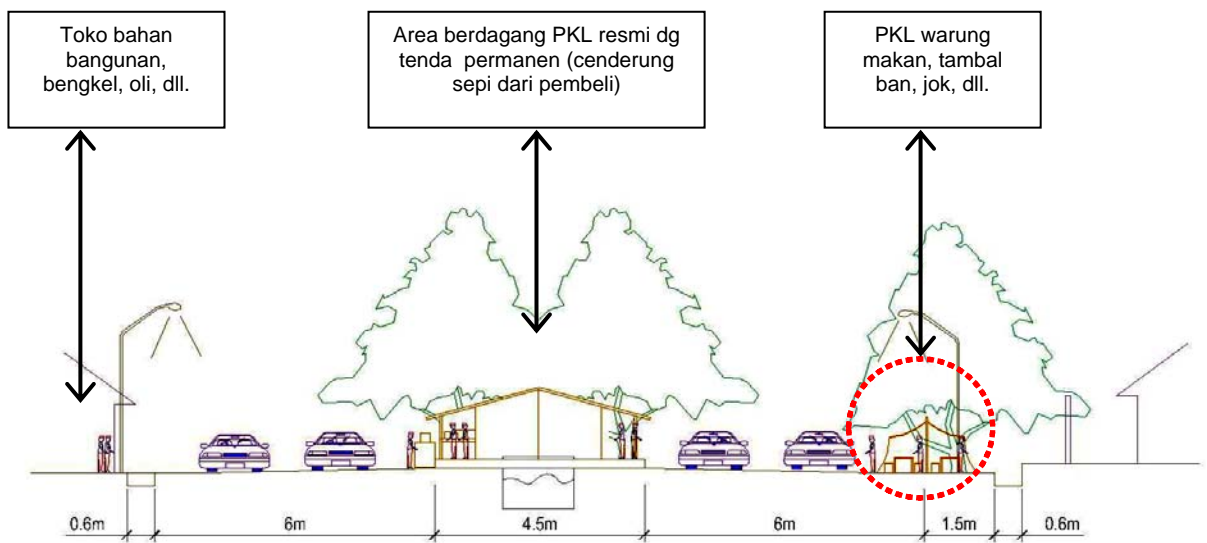 Toko bahan
bangunan,
bengkel, oli, dll.
Area berdagang PKL resmi dg
tenda permanen (cenderung
sepi dari pembeli)
PKL warung
makan, tambal
ban, jok, dll.
0.6m
6m
4.5m
6m
1.5m
0.6m